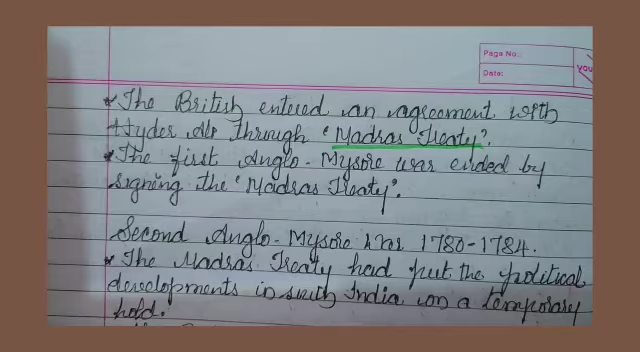 Page No..
Date:
You
* The British entered in an agreement with
Hyder Ali through 'Madras Treaty'.
* The first Anglo-Mysore war ended by
signing the 'Madras Treaty'.
Second Anglo-Mysore War 1780-1784.
* The Madras Treaty had put the political
developments in south India on a temporary
hold.